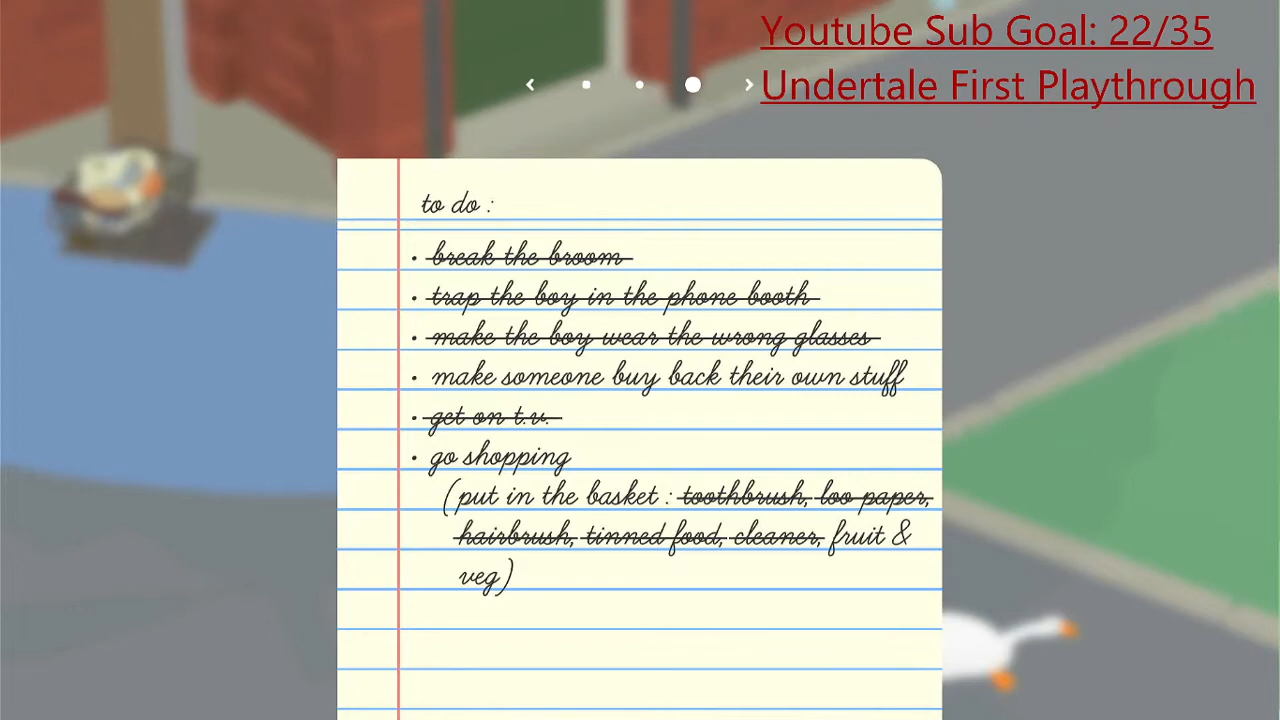 Youtube Sub Goal: 22/35
Undertale First Playthrough
to do :
• break the broom
• trap the boy in the phone booth
• make the boy wear the wrong glasses
• make someone buy back their own stuff
• get on t.v.
• go shopping
(put in the basket : toothbrush, loo paper,
hairbrush, tinned food, cleaner, fruit &
veg)